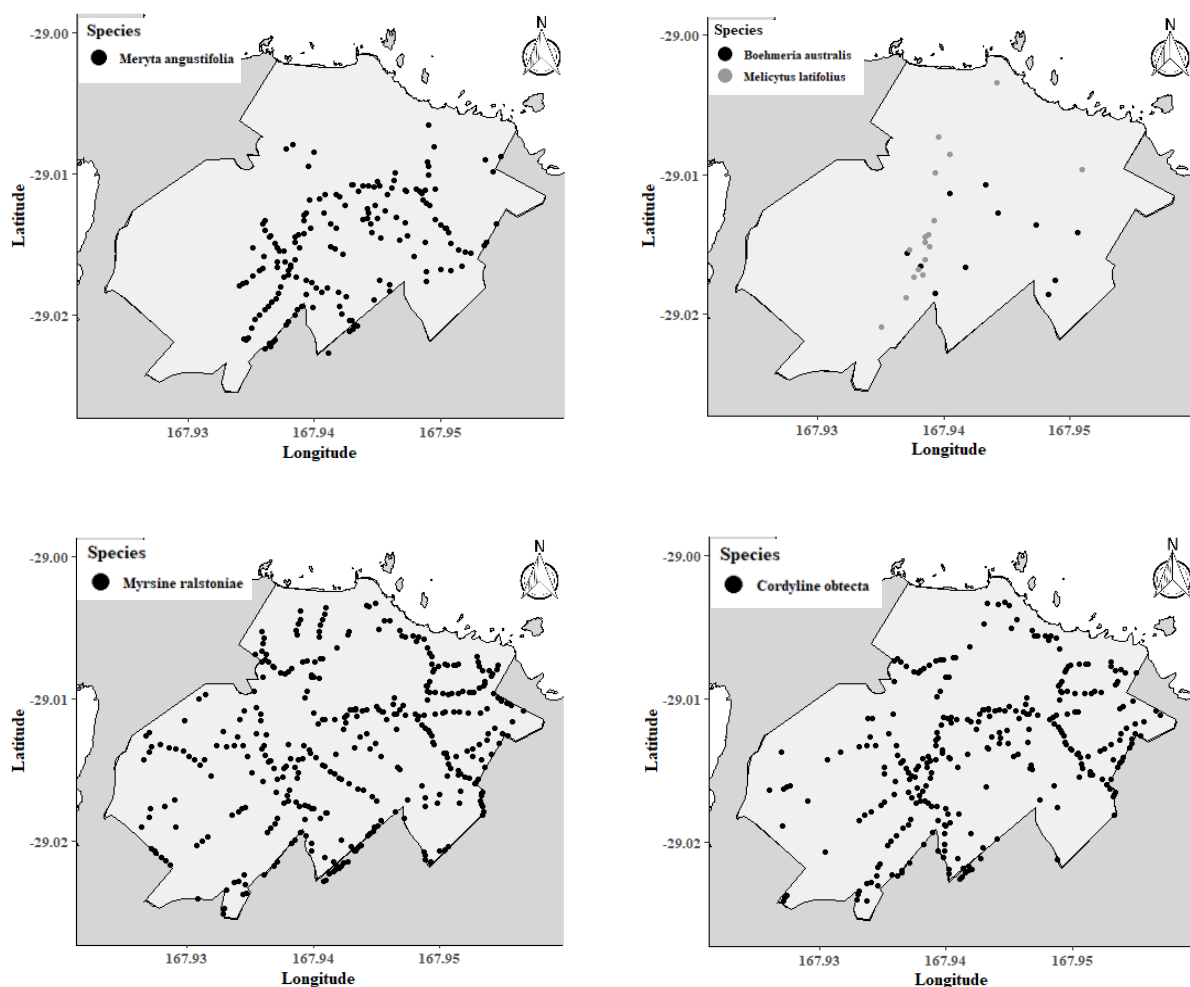 Species
Meryta angustifolia
N
-29.00
-29.01
-29.02
Latitude
167.93 167.94 167.95
Longitude
Species
Boehmeria australis
Melicytus latifolius
N
-29.00
-29.01
-29.02
Latitude
167.93 167.94 167.95
Longitude
Species
Myrsine ralstoniae
N
-29.00
-29.01
-29.02
Latitude
167.93 167.94 167.95
Longitude
Species
Cordyline obtecta
N
-29.00
-29.01
-29.02
Latitude
167.93 167.94 167.95
Longitude